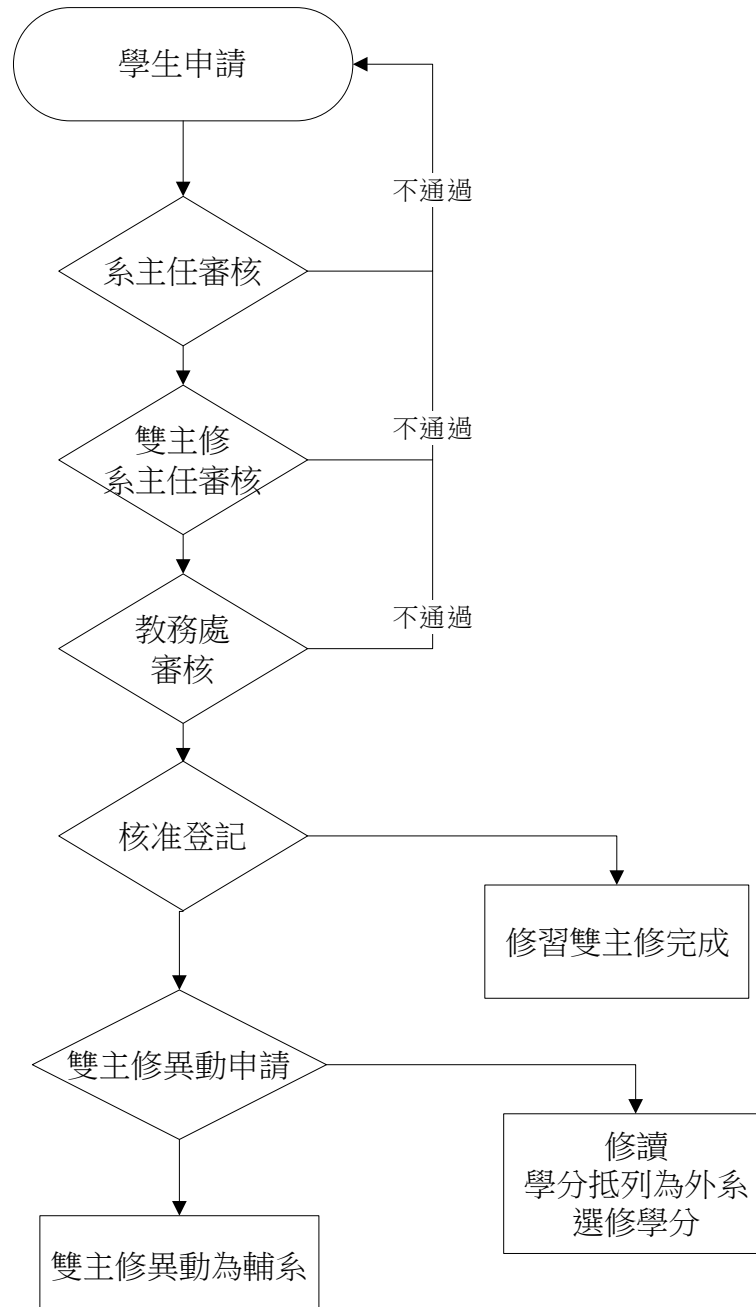 學生申請
不通過
系主任審核
不通過
雙主修
系主任審核
不通過
教務處
審核
核准登記
修習雙主修完成
雙主修異動申請
修讀
學分抵列為外系
選修學分
雙主修異動為輔系